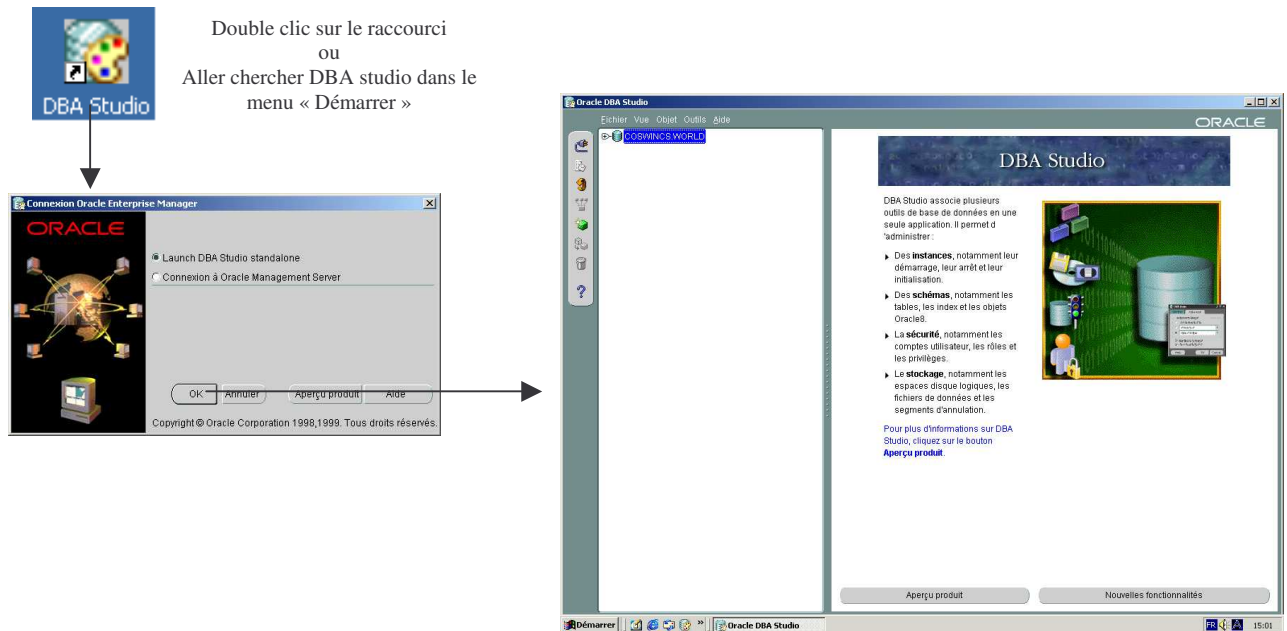 Double clic sur le raccourci
ou
Aller chercher DBA studio dans le
menu « Démarrer »
DBA Studio
Connexion Oracle Enterprise Manager
ORACLE
Launch DBA Studio standalone
Connexion à Oracle Management Server
OK
Annuler
Aperçu produit
Aide
Copyright© Oracle Corporation 1998,1999. Tous droits réservés.
Oracle DBA Studio
Fichier Vue Objet Outils Aide
ORACLE
COSWINCS.WORLD
DBA Studio
DBA Studio associe plusieurs
outils de base de données en une
seule application. Il permet d
'administrer :
Des instances, notamment leur
démarrage, leur arrêt et leur
initialisation.
Des schémas, notamment les
tables, les index et les objets
Oracle8.
La sécurité, notamment les
comptes utilisateur, les rôles et
les privilèges.
Le stockage, notamment les
espaces disque logiques, les
fichiers de données et les
segments d'annulation.
Pour plus d'informations sur DBA
Studio, cliquez sur le bouton
Aperçu produit.
Aperçu produit
Nouvelles fonctionnalités
Démarrer
»
Oracle DBA Studio
FR
15:01